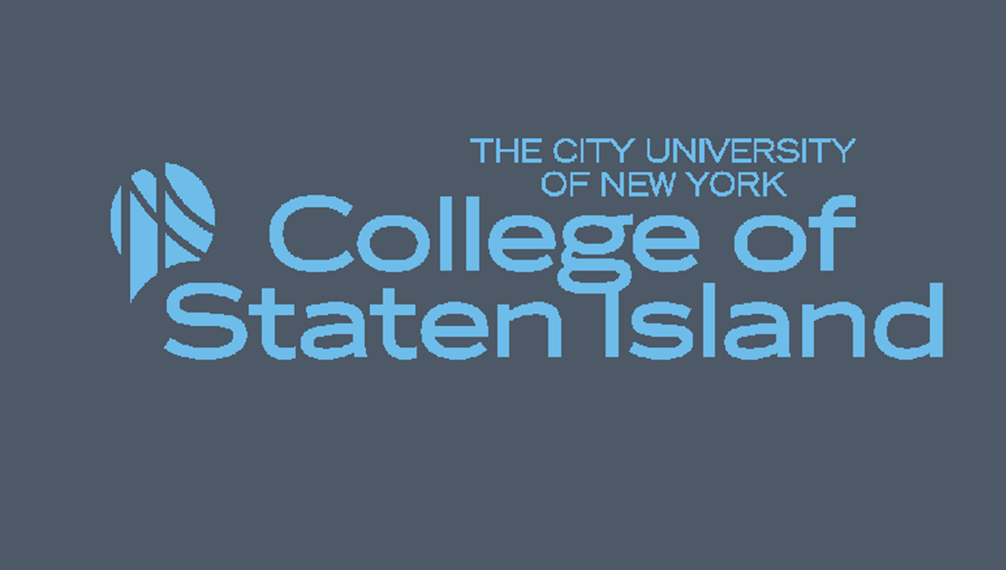 THE CITY UNIVERSITY
OF NEW YORK
College of
Staten Island